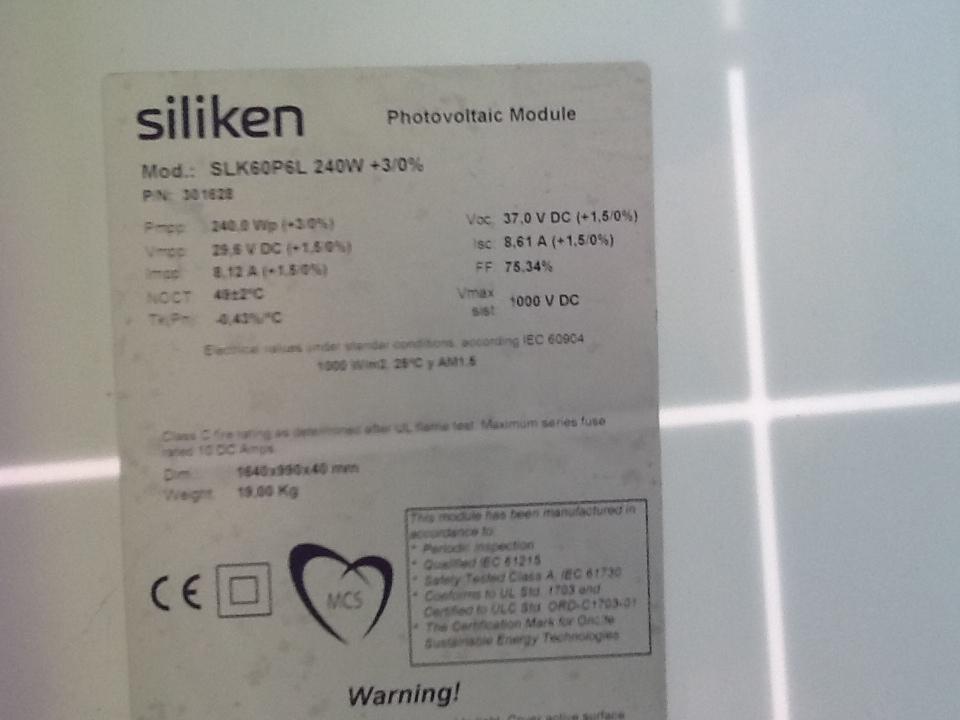 siliken
Photovoltaic Module
Mod.: SLK60P6L 240W +3/0%
P/N: 301628
Pmpp: 240,0 Wp (+3/0%)
Vmpp: 29,6 V DC (+1,5/0%)
Impp: 8,12 A (+1,5/0%)
NOCT: 49±2°C
Tk(Pn): -0,43%/°C
Voc: 37,0 V DC (+1,5/0%)
Isc: 8,61 A (+1,5/0%)
FF: 75,34%
Vmax
sist: 1000 V DC
Electrical values under stander conditions, according IEC 60904
1000 W/m2, 25°C y AM1.5
Class C fire rating as determined after UL flame test. Maximum series fuse
rated 10 DC Amps.
Dim.: 1640x990x40 mm
Weight: 19,00 Kg
CE
MCS
This module has been manufactured in
accordance to:
* Periodic Inspection
* Qualified IEC 61215
* Safety Tested Class A, IEC 61730
* Conforms to UL Std. 1703 and
Certified to ULC Std. ORD-C1703-01
* The Certification Mark for Onsite
Sustainable Energy Technologies
Warning!
light. Cover active surface